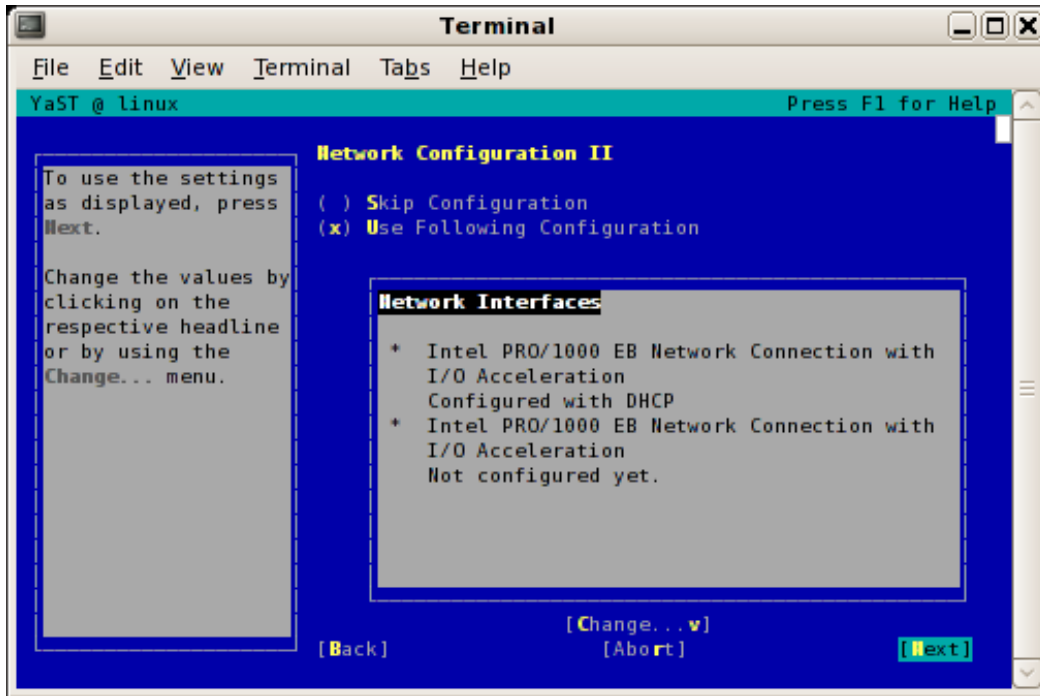 Terminal
File Edit View Terminal Tabs Help
YaST @ linux Press F1 for Help
To use the settings
as displayed, press
Next.
Change the values by
clicking on the
respective headline
or by using the
Change... menu.
Network Configuration II
( ) Skip Configuration
(x) Use Following Configuration
Network Interfaces
* Intel PRO/1000 EB Network Connection with
I/O Acceleration
Configured with DHCP
* Intel PRO/1000 EB Network Connection with
I/O Acceleration
Not configured yet.
[Change...v]
[Back] [Abort] [Next]